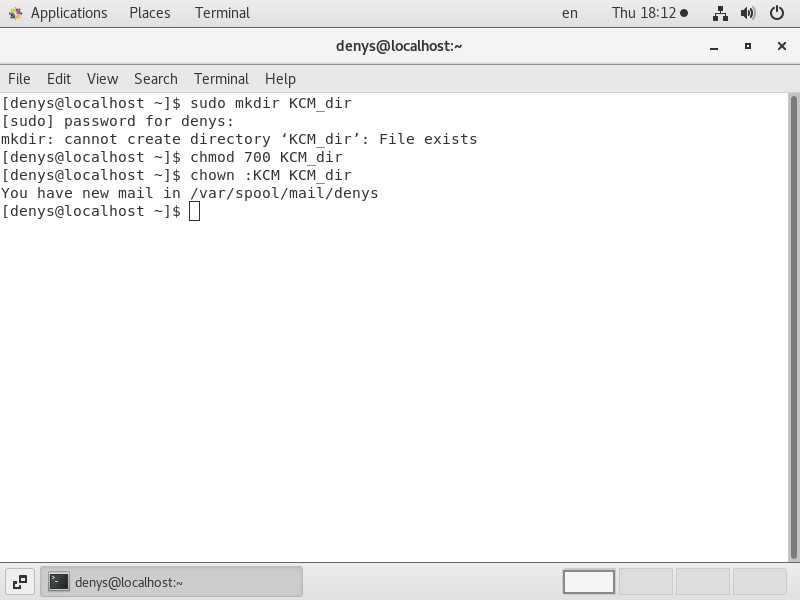 Applications Places Terminal en Thu 18:12
denys@localhost:~
File Edit View Search Terminal Help
[denys@localhost ~]$ sudo mkdir KCM_dir
[sudo] password for denys:
mkdir: cannot create directory ‘KCM_dir’: File exists
[denys@localhost ~]$ chmod 700 KCM_dir
[denys@localhost ~]$ chown :KCM KCM_dir
You have new mail in /var/spool/mail/denys
[denys@localhost ~]$
denys@localhost:~